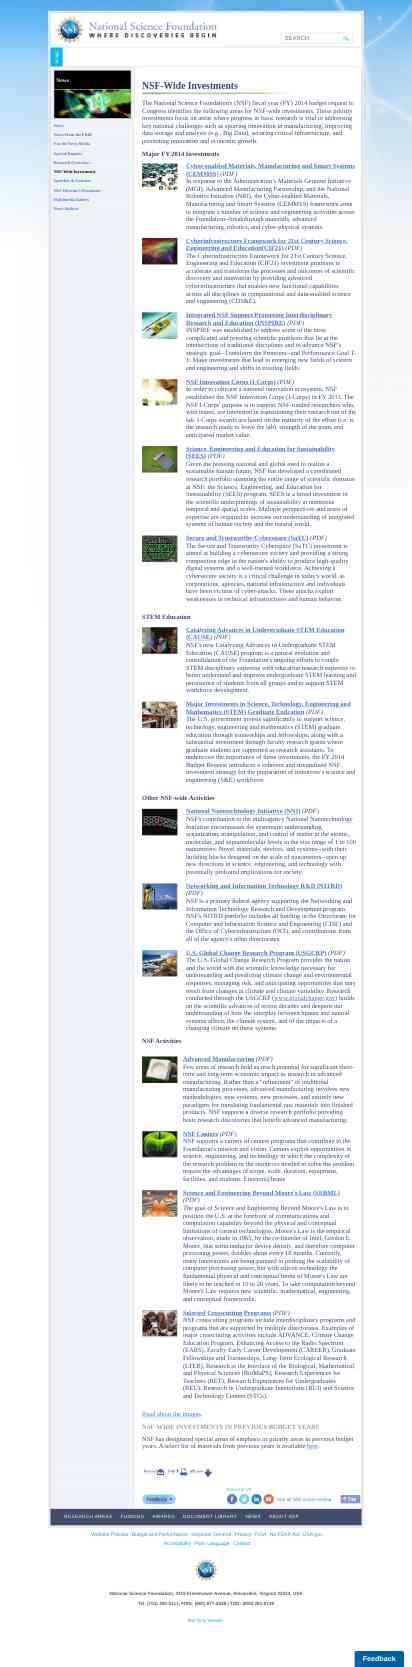 National Science Foundation
WHERE DISCOVERIES BEGIN
SEARCH
News
News
News From the Field
For the News Media
Special Reports
Research Overviews
NSF-Wide Investments
Speeches & Lectures
Multimedia Gallery
News Archive
NSF-Wide Investments
The National Science Foundation's (NSF) fiscal year (FY) 2014 budget request to
Congress identifies the following areas for NSF-wide investments. These
investments focus on areas where progress in basic research is vital to addressing
key national challenges such as spurring innovation in manufacturing, improving
data storage and analysis (e.g., Big Data), securing critical infrastructure, and
promoting innovation and economic growth.
Major FY 2014 Investments
Cyber-enabled Materials, Manufacturing and Smart Systems
(CEMMSS) (PDF)
In response to the Administration's Materials Genome Initiative
(MGI), Advanced Manufacturing Partnership, and the National
Robotics Initiative (NRI), the Cyber-enabled Materials,
Manufacturing and Smart Systems (CEMMSS) framework aims
to integrate a number of science and engineering activities across
the Foundation--breakthrough materials, advanced
manufacturing, robotics, and cyber-physical systems.
Cyberinfrastructure Framework for 21st Century Science,
Engineering and Education(CIF21) (PDF)
The Cyberinfrastructure Framework for 21st Century Science,
Engineering and Education (CIF21) investment promises to
accelerate and transform the processes and outcomes of scientific
discovery and innovation by providing advanced
cyberinfrastructure that enables new functional capabilities
across all disciplines in computational and data-enabled science
and engineering (CDS&E).
Integrated NSF Support Promoting Interdisciplinary
Research and Education (INSPIRE) (PDF)
INSPIRE was established to address some of the most
complicated and pressing scientific problems that lie at the
intersections of traditional disciplines and to advance NSF's
strategic goal--Transform the Frontiers--and Performance Goal T-
1: Make investments that lead to emerging new fields of science
and engineering and shifts in existing fields.
NSF Innovation Corps (I-Corps) (PDF)
In order to cultivate a national innovation ecosystem, NSF
established the NSF Innovation Corps (I-Corps) in FY 2011. The
NSF I-Corps' purpose is to support NSF-funded researchers who,
with teams, are interested in transitioning their research out of the
lab. I-Corps awards are based on the maturity of the effort (i.e. is
the research ready to leave the lab), strength of the team, and
anticipated market value.
Science, Engineering and Education for Sustainability
(SEES) (PDF)
Given the pressing national and global need to realize a
sustainable human future, NSF has developed a coordinated
research portfolio spanning the entire range of scientific domains
at NSF: the Science, Engineering, and Education for
Sustainability (SEES) program. SEES is a broad investment in
the scientific underpinnings of sustainability at numerous
temporal and spatial scales. Multiple perspectives and areas of
expertise are required to increase our understanding of integrated
systems of human society and the natural world.
Secure and Trustworthy Cyberspace (SaTC) (PDF)
The Secure and Trustworthy Cyberspace (SaTC) investment is
aimed at building a cybersecure society and providing a strong
competitive edge in the nation's ability to produce high-quality
digital systems and a well-trained workforce. Achieving a
cybersecure society is a critical challenge in today's world, as
corporations, agencies, national infrastructure and individuals
have been victims of cyber-attacks. These attacks exploit
weaknesses in technical infrastructures and human behavior.
STEM Education
Catalyzing Advances in Undergraduate STEM Education
(CAUSE) (PDF)
NSF's new Catalyzing Advances in Undergraduate STEM
Education (CAUSE) program is a natural evolution and
consolidation of the Foundation's ongoing efforts to couple
STEM disciplinary expertise with education research expertise to
better understand and improve undergraduate STEM learning and
persistence of students from all groups and to support STEM
workforce development.
Major Investments in Science, Technology, Engineering and
Mathematics (STEM) Graduate Education (PDF)
The U.S. government invests significantly to support science,
technology, engineering and mathematics (STEM) graduate
education through traineeships and fellowships, along with a
substantial investment through faculty research grants where
graduate students are supported as research assistants. To
underscore the importance of these investments, the FY 2014
Budget Request introduces a coherent and streamlined NSF
investment strategy for the preparation of tomorrow's science and
engineering (S&E) workforce.
Other NSF-wide Activities
National Nanotechnology Initiative (NNI) (PDF)
NSF's contribution to the multiagency National Nanotechnology
Initiative encompasses the systematic understanding,
organization, manipulation, and control of matter at the atomic,
molecular, and supramolecular levels in the size range of 1 to 100
nanometers. Novel materials, devices, and systems--with their
building blocks designed on the scale of nanometers--open up
new directions in science, engineering, and technology with
potentially profound implications for society.
Networking and Information Technology R&D (NITRD)
(PDF)
NSF is a primary federal agency supporting the Networking and
Information Technology Research and Development program.
NSF's NITRD portfolio includes all funding in the Directorate for
Computer and Information Science and Engineering (CISE) and
the Office of Cyberinfrastructure (OCI), and contributions from
all of the agency's other directorates.
U.S. Global Change Research Program (USGCRP) (PDF)
The U.S. Global Change Research Program provides the nation
and the world with the scientific knowledge necessary for
understanding and predicting climate change and environmental
responses, managing risk, and anticipating opportunities that may
result from changes in climate and climate variability. Research
conducted through the USGCRP (www.globalchange.gov) builds
on the scientific advances of recent decades and deepens our
understanding of how the interplay between human and natural
systems affects the climate system, and of the impacts of a
changing climate on these systems.
NSF Activities
Advanced Manufacturing (PDF)
Few areas of research hold as much potential for significant short-
term and long-term economic impact as research in advanced
manufacturing. Rather than a "refinement" of traditional
manufacturing processes, advanced manufacturing involves new
methodologies, new systems, new processes, and entirely new
paradigms for translating fundamental raw materials into finished
products. NSF supports a diverse research portfolio providing
basic research discoveries that benefit advanced manufacturing.
NSF Centers (PDF)
NSF supports a variety of centers programs that contribute to the
Foundation's mission and vision. Centers exploit opportunities in
science, engineering, and technology in which the complexity of
the research problem or the resources needed to solve the problem
require the advantages of scope, scale, duration, equipment,
facilities, and students. Einstein@home
Science and Engineering Beyond Moore's Law (SEBML)
(PDF)
The goal of Science and Engineering Beyond Moore's Law is to
position the U.S. at the forefront of communications and
computation capability beyond the physical and conceptual
limitations of current technologies. Moore's Law is the empirical
observation, made in 1965, by the co-founder of Intel, Gordon E.
Moore, that semiconductor device density, and therefore computer
processing power, doubles about every 18 months. Currently,
many innovations are being pursued to prolong the scalability of
computer processing power, but with silicon technology the
fundamental physical and conceptual limits of Moore's Law are
likely to be reached in 10 to 20 years. To take computation beyond
Moore's Law requires new scientific, mathematical, engineering,
and conceptual frameworks.
Selected Crosscutting Programs (PDF)
NSF crosscutting programs include interdisciplinary programs and
programs that are supported by multiple directorates. Examples of
major crosscutting activities include ADVANCE, Climate Change
Education Program, Enhancing Access to the Radio Spectrum
(EARS), Faculty Early Career Development (CAREER), Graduate
Fellowships and Traineeships, Long-Term Ecological Research
(LTER), Research at the Interface of the Biological, Mathematical
and Physical Sciences (BioMaPS), Research Experiences for
Teachers (RET), Research Experiences for Undergraduates
(REU), Research in Undergraduate Institutions (RUI) and Science
and Technology Centers (STCs).
Read about the images.
NSF-WIDE INVESTMENTS IN PREVIOUS BUDGET YEARS
NSF has designated special areas of emphasis or priority areas in previous budget
years. A select list of materials from previous years is available here.
Feedback
Top
RESEARCH AREAS FUNDING AWARDS DOCUMENT LIBRARY NEWS ABOUT NSF
Website Policies Budget and Performance Inspector General Privacy FOIA No FEAR Act USA.gov
Accessibility Plain Language Contact
National Science Foundation, 2415 Eisenhower Avenue, Alexandria, Virginia 22314, USA
Text Only Version
Feedback